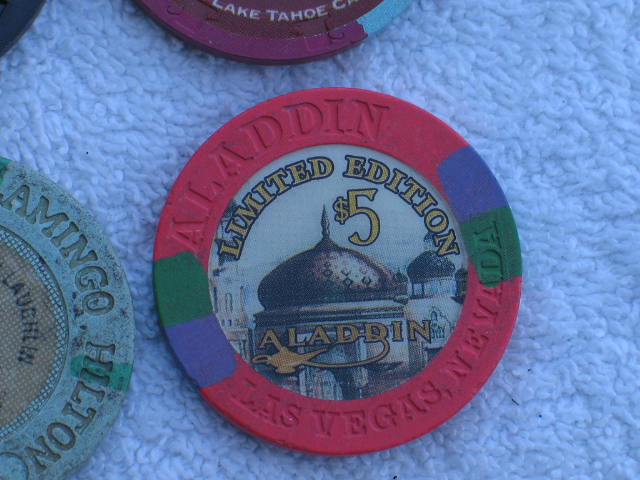 LAKE TAHOE
ALADDIN
LIMITED EDITION
$5
ALADDIN
LAS VEGAS, NEVADA
FLAMINGO HILTON
LAUGHLIN